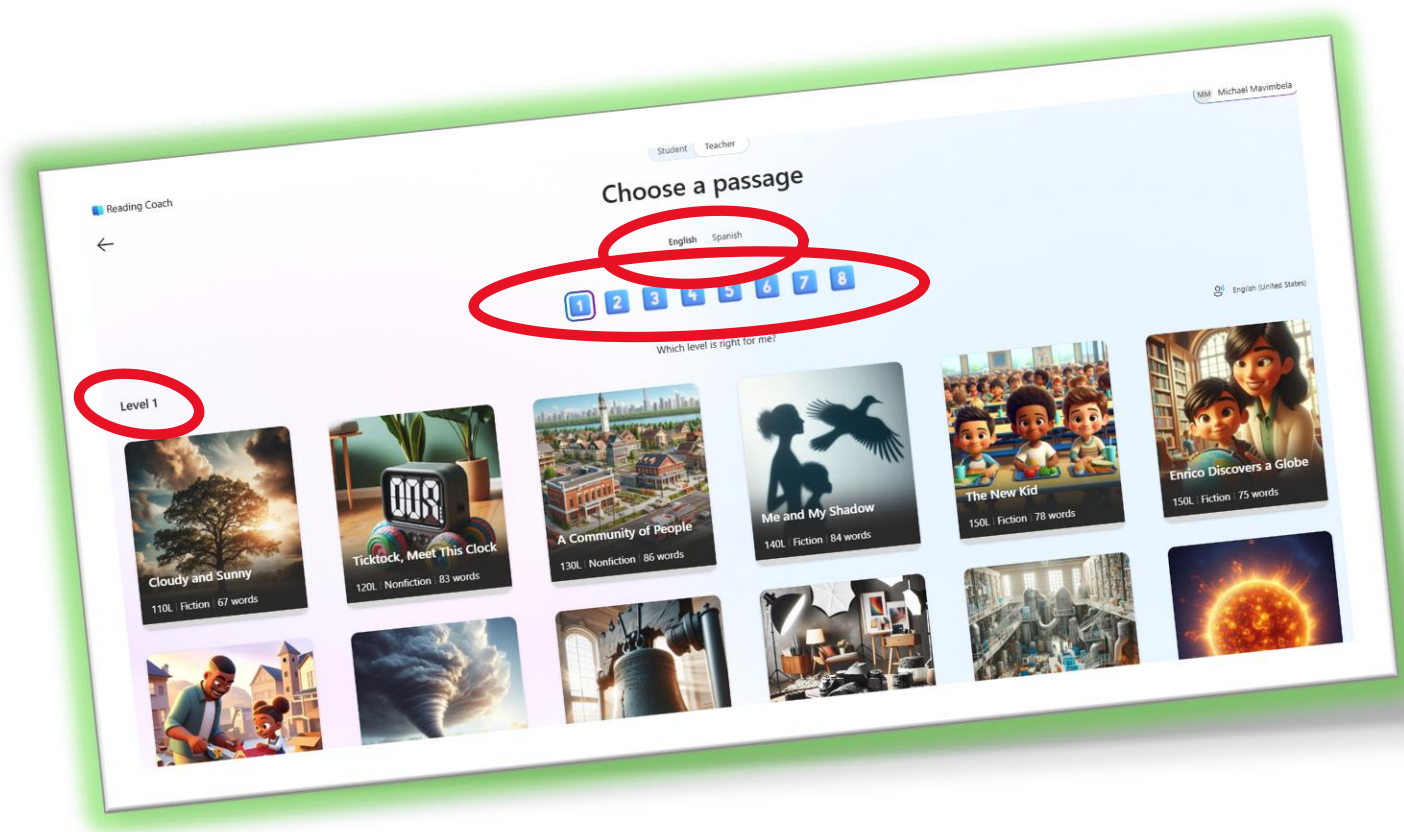 MM Michael Mavimbela
Student Teacher
Reading Coach
Choose a passage
English Spanish
1 2 3 4 5 6 7 8
English (United States)
Which level is right for me?
Level 1
Cloudy and Sunny
110L | Fiction | 67 words
Ticktock, Meet This Clock
120L | Nonfiction | 83 words
A Community of People
130L | Nonfiction | 86 words
Me and My Shadow
140L | Fiction | 84 words
The New Kid
150L | Fiction | 78 words
Enrico Discovers a Globe
150L | Fiction | 75 words